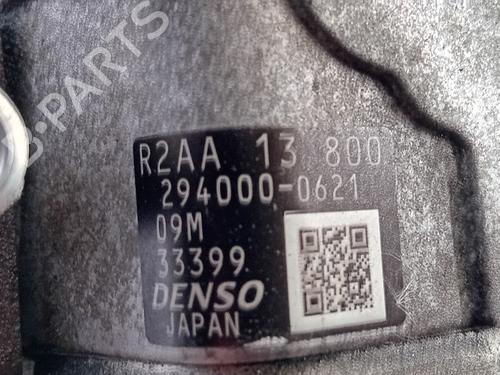 B-PARTS
R2AA 13 800
294000-0621
09M
33399
DENSO
JAPAN